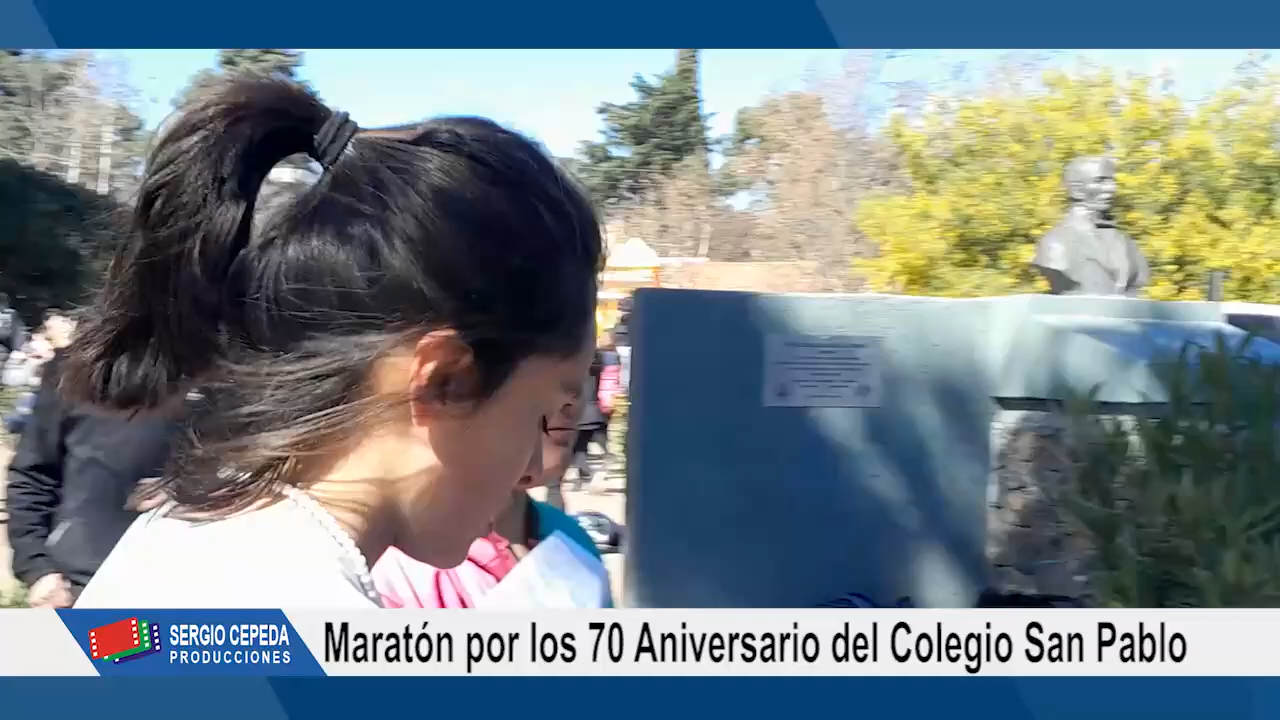 SERGIO CEPEDA
PRODUCCIONES
Maratón por los 70 Aniversario del Colegio San Pablo